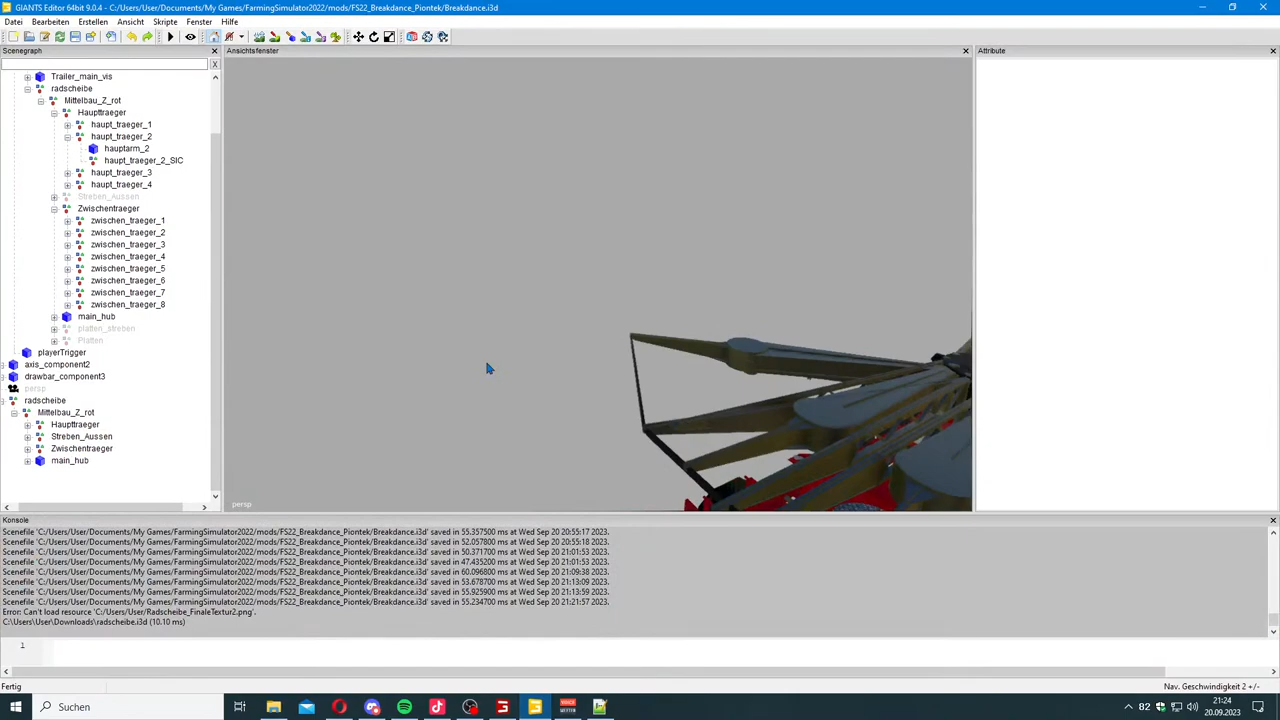 GIANTS Editor 64bit 9.0.4 - C:/Users/User/Documents/My Games/FarmingSimulator2022/mods/FS22_Breakdance_Piontek/Breakdance.i3d
Datei Bearbeiten Erstellen Ansicht Skripte Fenster Hilfe
Scenegraph
Ansichtsfenster
Attribute
X
Trailer_main_vis
radscheibe
Mittelbau_Z_rot
Haupttraeger
haupt_traeger_1
haupt_traeger_2
hauptarm_2
haupt_traeger_2_SIC
haupt_traeger_3
haupt_traeger_4
Streben_Aussen
Zwischentraeger
zwischen_traeger_1
zwischen_traeger_2
zwischen_traeger_3
zwischen_traeger_4
zwischen_traeger_5
zwischen_traeger_6
zwischen_traeger_7
zwischen_traeger_8
main_hub
platten_streben
Platten
playerTrigger
axis_component2
drawbar_component3
persp
radscheibe
Mittelbau_Z_rot
Haupttraeger
Streben_Aussen
Zwischentraeger
main_hub
persp
Konsole
Scenefile 'C:/Users/User/Documents/My Games/FarmingSimulator2022/mods/FS22_Breakdance_Piontek/Breakdance.i3d' saved in 55.357500 ms at Wed Sep 20 20:55:17 2023.
Scenefile 'C:/Users/User/Documents/My Games/FarmingSimulator2022/mods/FS22_Breakdance_Piontek/Breakdance.i3d' saved in 52.057800 ms at Wed Sep 20 20:55:18 2023.
Scenefile 'C:/Users/User/Documents/My Games/FarmingSimulator2022/mods/FS22_Breakdance_Piontek/Breakdance.i3d' saved in 50.371700 ms at Wed Sep 20 21:01:53 2023.
Scenefile 'C:/Users/User/Documents/My Games/FarmingSimulator2022/mods/FS22_Breakdance_Piontek/Breakdance.i3d' saved in 47.435200 ms at Wed Sep 20 21:01:53 2023.
Scenefile 'C:/Users/User/Documents/My Games/FarmingSimulator2022/mods/FS22_Breakdance_Piontek/Breakdance.i3d' saved in 60.096800 ms at Wed Sep 20 21:09:38 2023.
Scenefile 'C:/Users/User/Documents/My Games/FarmingSimulator2022/mods/FS22_Breakdance_Piontek/Breakdance.i3d' saved in 53.678700 ms at Wed Sep 20 21:13:09 2023.
Scenefile 'C:/Users/User/Documents/My Games/FarmingSimulator2022/mods/FS22_Breakdance_Piontek/Breakdance.i3d' saved in 55.925900 ms at Wed Sep 20 21:13:59 2023.
Scenefile 'C:/Users/User/Documents/My Games/FarmingSimulator2022/mods/FS22_Breakdance_Piontek/Breakdance.i3d' saved in 55.234700 ms at Wed Sep 20 21:21:57 2023.
Error: Can't load resource 'C:/Users/User/Radscheibe_FinaleTextur2.png'.
C:\Users\User\Downloads\radscheibe.i3d (10.10 ms)
1
Fertig
Nav. Geschwindigkeit 2 +/-
Suchen
82
21:24
20.09.2023